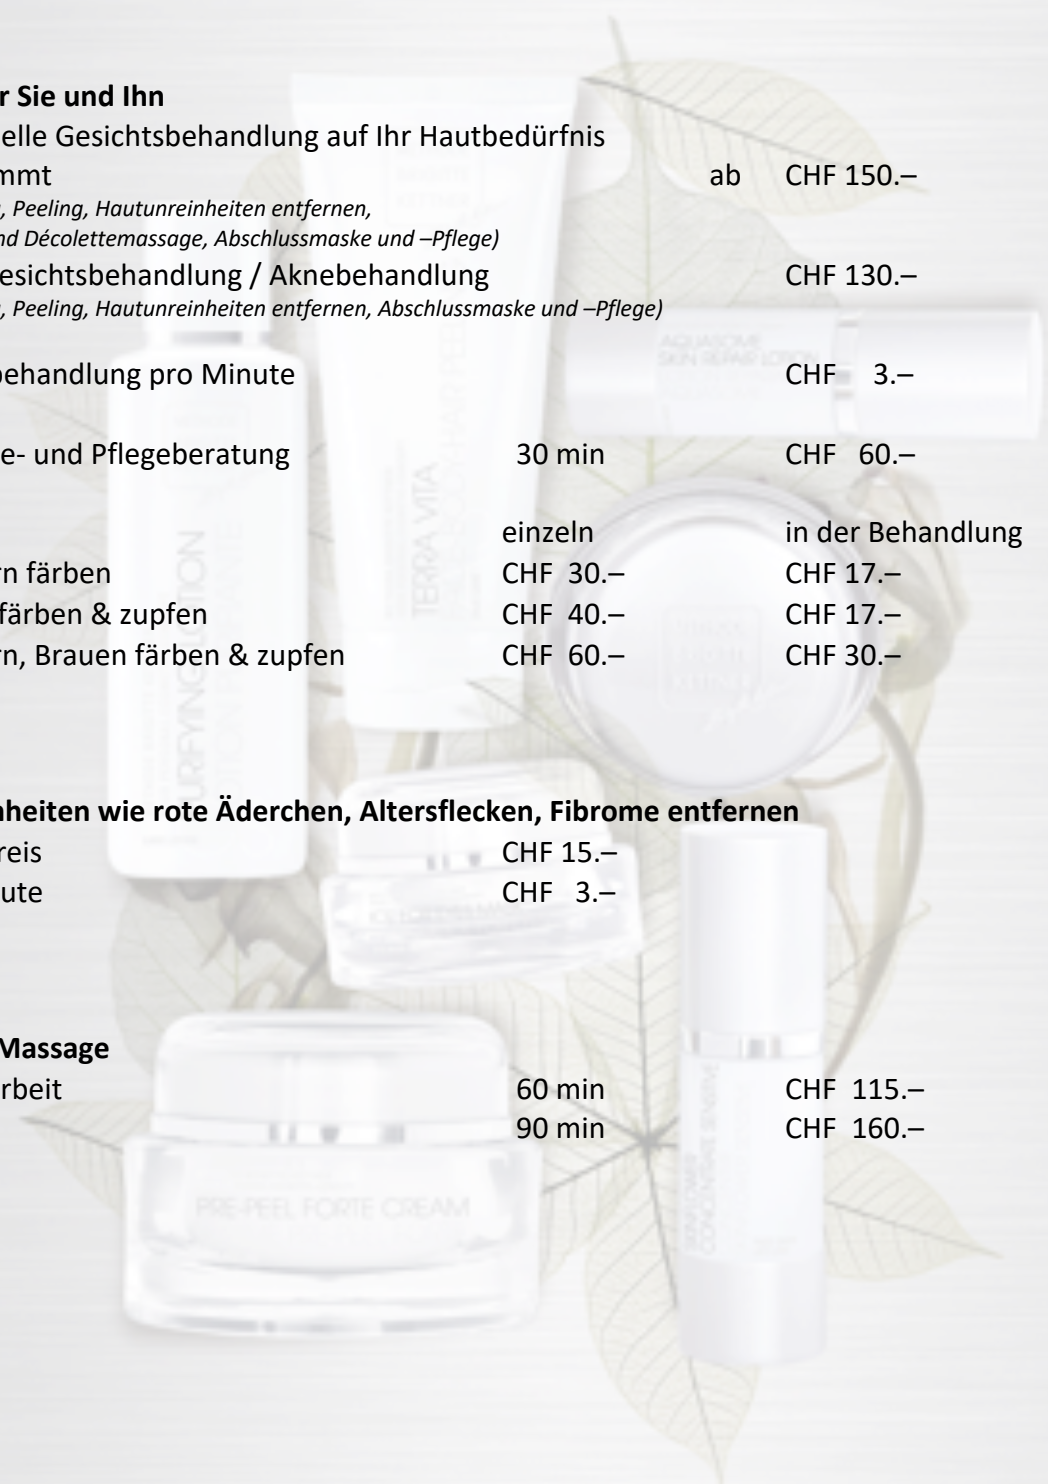 r Sie und Ihn
elle Gesichtsbehandlung auf Ihr Hautbedürfnis
mmt ab CHF 150.–
, Peeling, Hautunreinheiten entfernen,
nd Décolettemassage, Abschlussmaske und –Pflege)
esichtsbehandlung / Aknebehandlung CHF 130.–
, Peeling, Hautunreinheiten entfernen, Abschlussmaske und –Pflege)
AQUASOME
SKIN REPAIR LOTION
behandlung pro Minute CHF 3.–
e- und Pflegeberatung 30 min CHF 60.–
TERRA VITA
einzeln in der Behandlung
rn färben CHF 30.– CHF 17.–
färben & zupfen CHF 40.– CHF 17.–
rn, Brauen färben & zupfen CHF 60.– CHF 30.–
URIFYING LOTION
nheiten wie rote Äderchen, Altersflecken, Fibrome entfernen
reis CHF 15.–
ute CHF 3.–
Massage
rbeit 60 min CHF 115.–
90 min CHF 160.–
PRE-PEEL FORTE CREAM
CONCENTRATE SENSITIVE